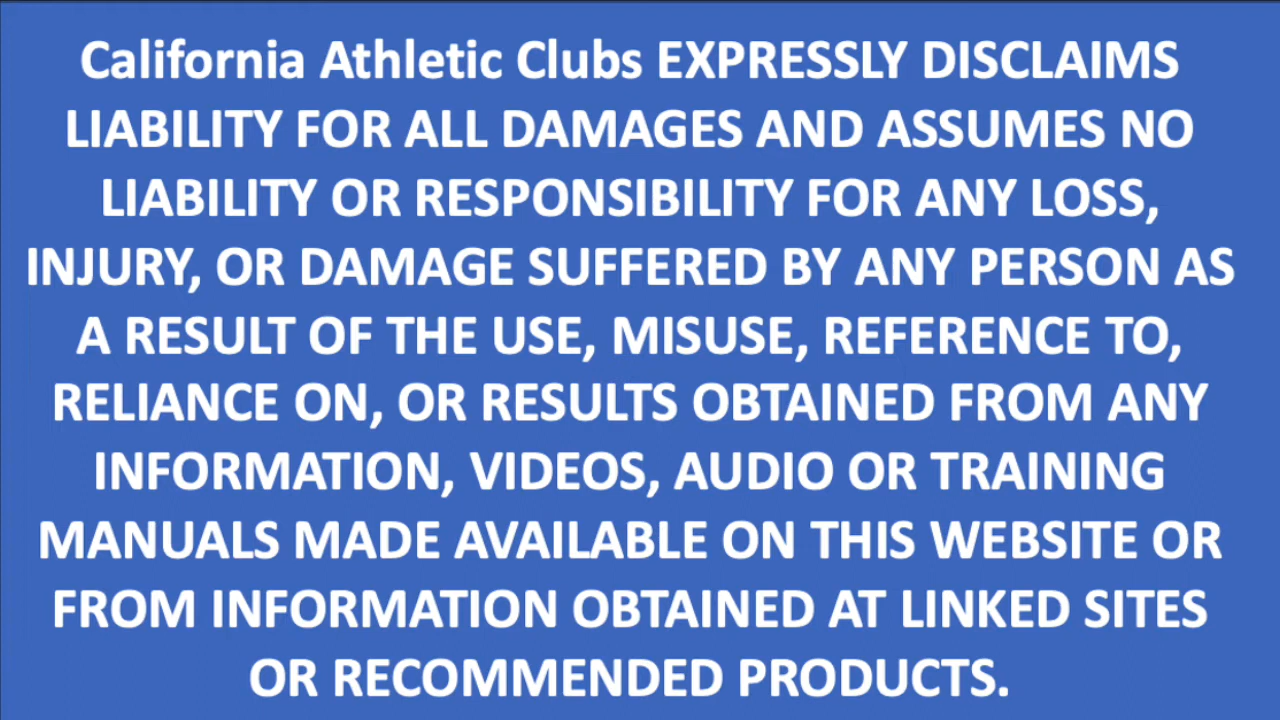 California Athletic Clubs EXPRESSLY DISCLAIMS
LIABILITY FOR ALL DAMAGES AND ASSUMES NO
LIABILITY OR RESPONSIBILITY FOR ANY LOSS,
INJURY, OR DAMAGE SUFFERED BY ANY PERSON AS
A RESULT OF THE USE, MISUSE, REFERENCE TO,
RELIANCE ON, OR RESULTS OBTAINED FROM ANY
INFORMATION, VIDEOS, AUDIO OR TRAINING
MANUALS MADE AVAILABLE ON THIS WEBSITE OR
FROM INFORMATION OBTAINED AT LINKED SITES
OR RECOMMENDED PRODUCTS.